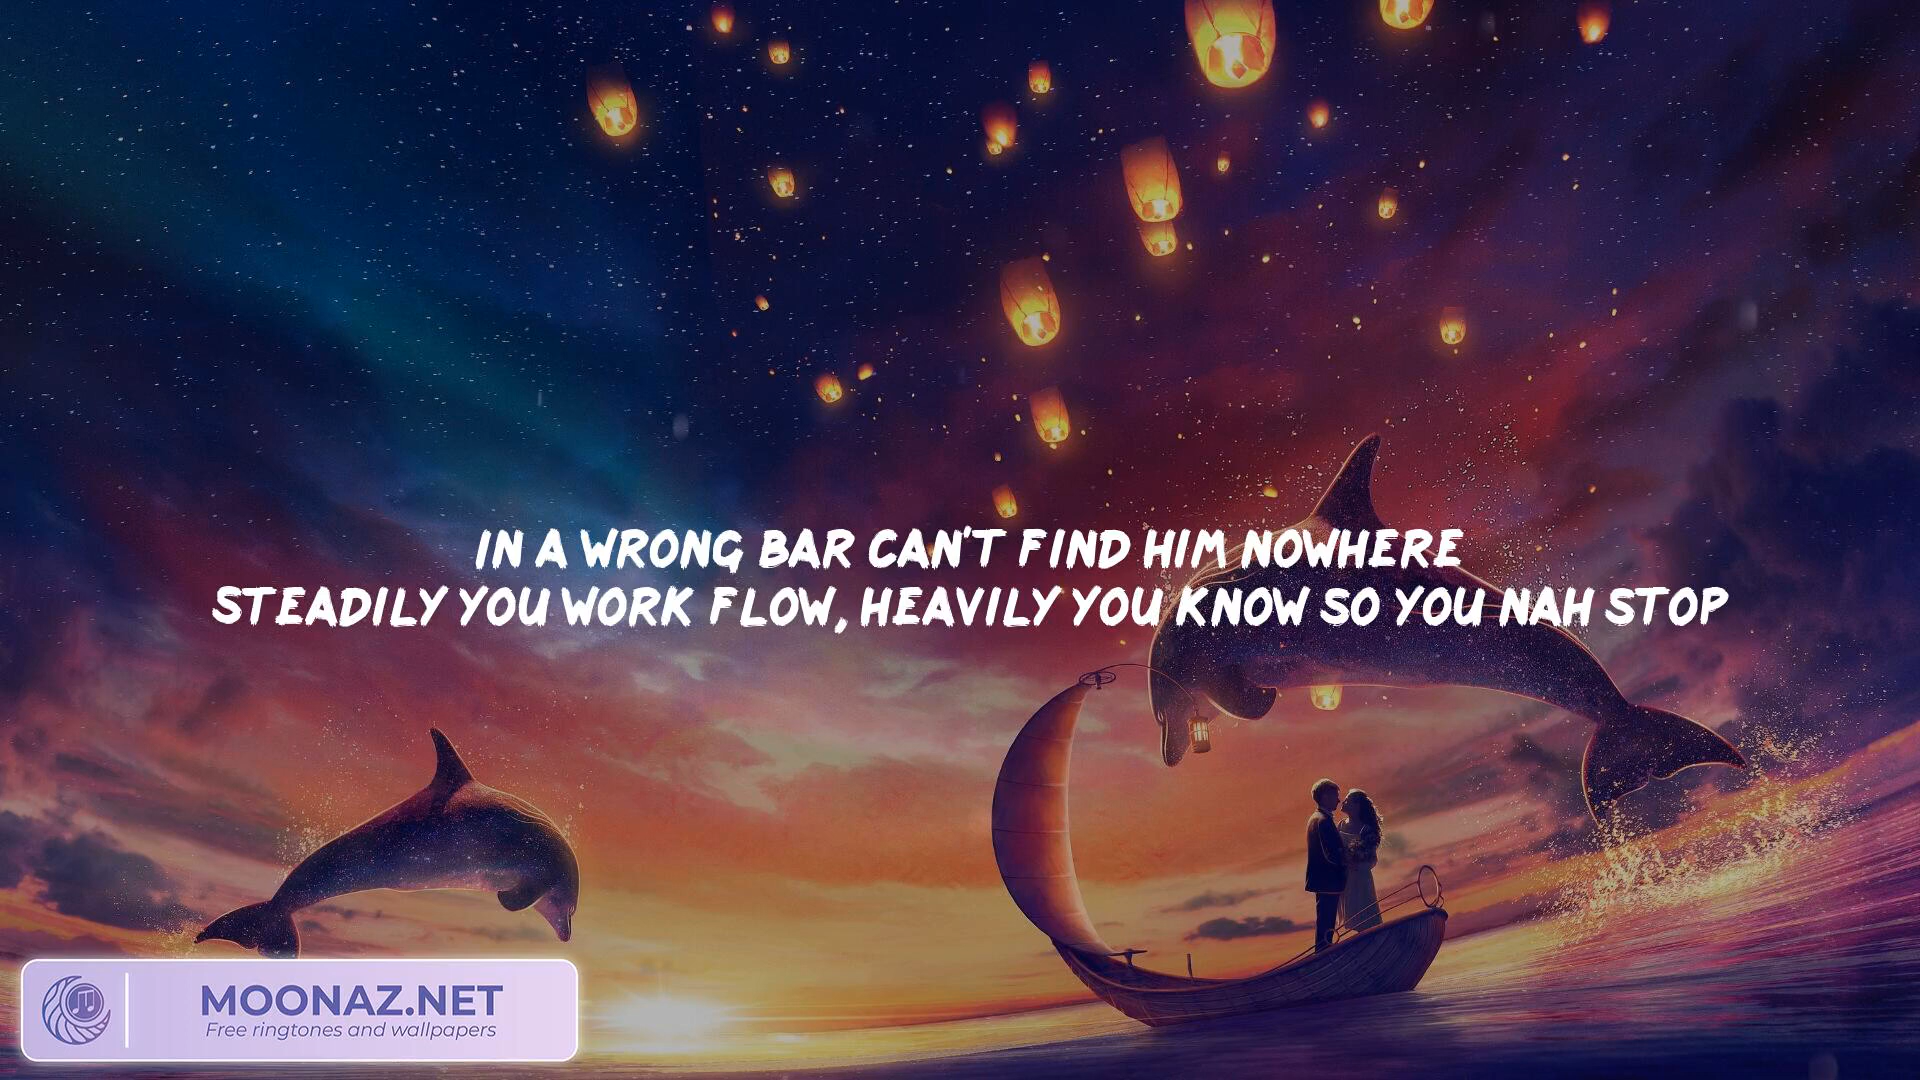 IN A WRONG BAR CAN'T FIND HIM NOWHERE
STEADILY YOU WORK FLOW, HEAVILY YOU KNOW SO YOU NAH STOP
MOONAZ.NET
Free ringtones and wallpapers